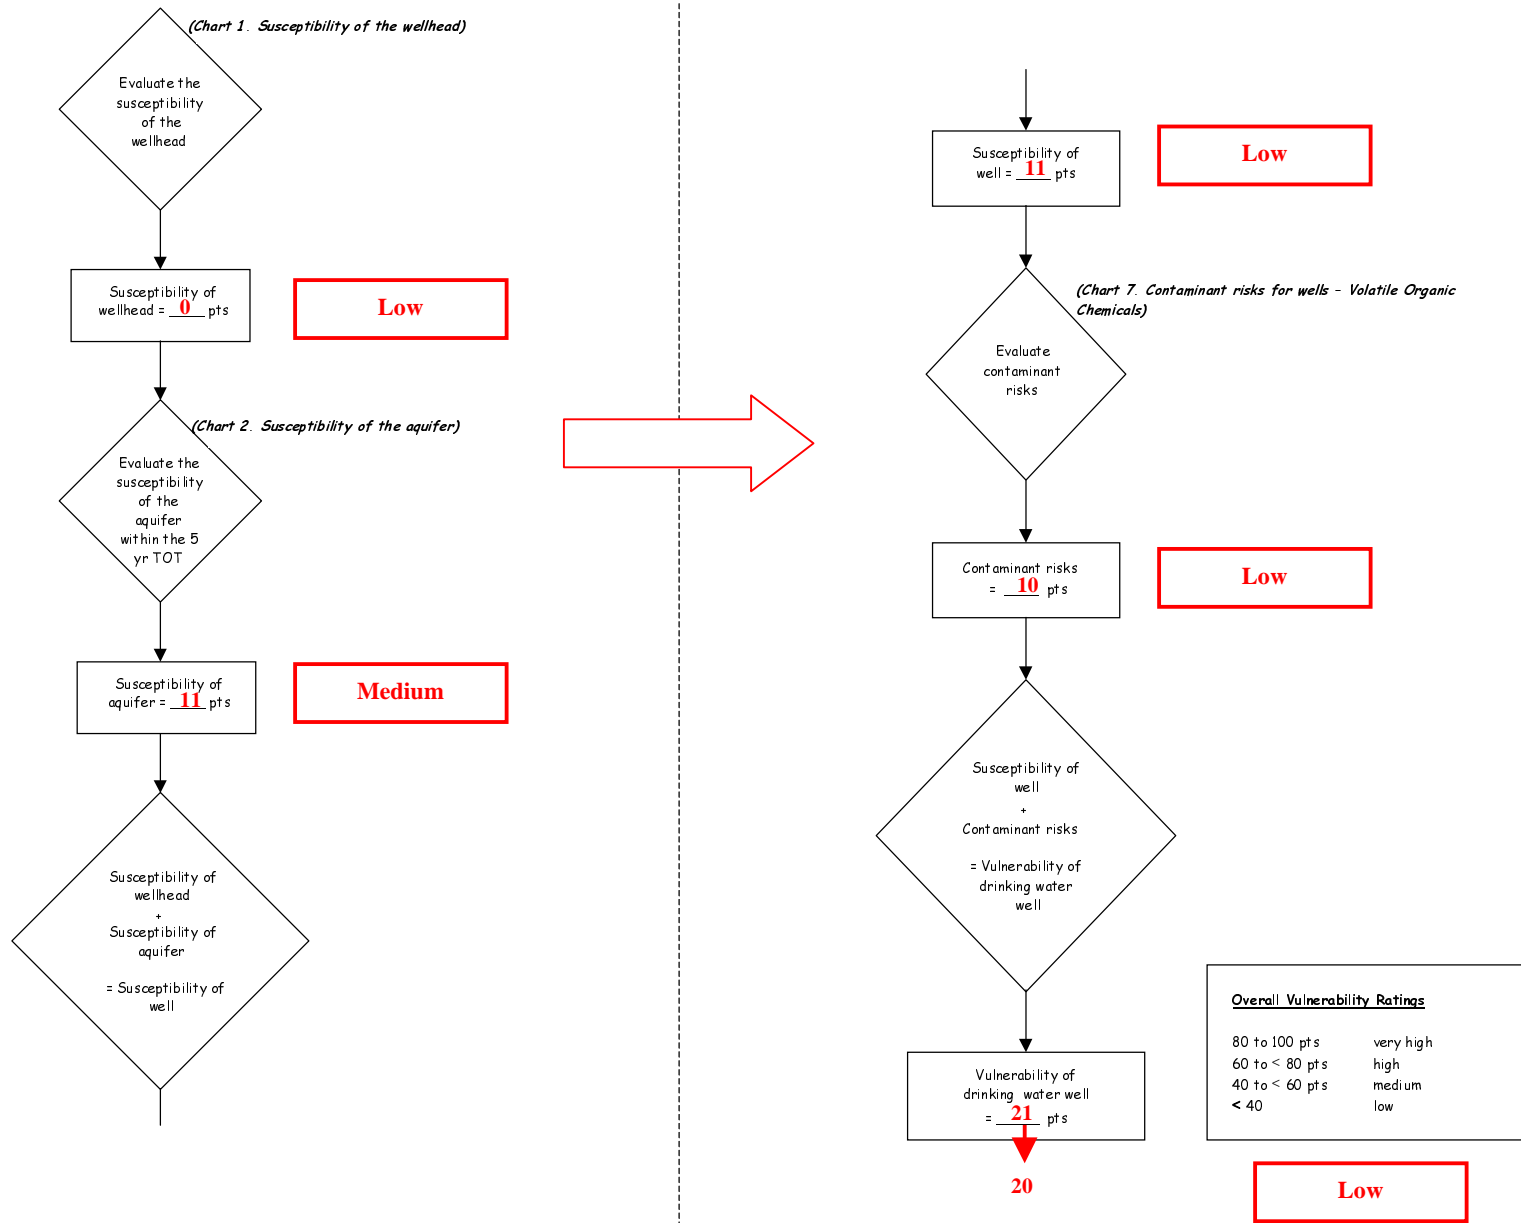 (Chart 1. Susceptibility of the wellhead)
Evaluate the
susceptibility
of the
wellhead
Susceptibility of
wellhead = 0 pts
Low
(Chart 2. Susceptibility of the aquifer)
Evaluate the
susceptibility
of the
aquifer
within the 5
yr TOT
Susceptibility of
aquifer = 11 pts
Medium
Susceptibility of
wellhead
+
Susceptibility of
aquifer
= Susceptibility of
well
Susceptibility of
well = 11 pts
Low
(Chart 7. Contaminant risks for wells – Volatile Organic
Chemicals)
Evaluate
contaminant
risks
Contaminant risks
= 10 pts
Low
Susceptibility of
well
+
Contaminant risks
= Vulnerability of
drinking water
well
Vulnerability of
drinking water well
= 21 pts
20
Overall Vulnerability Ratings
80 to 100 pts very high
60 to < 80 pts high
40 to < 60 pts medium
< 40 low
Low